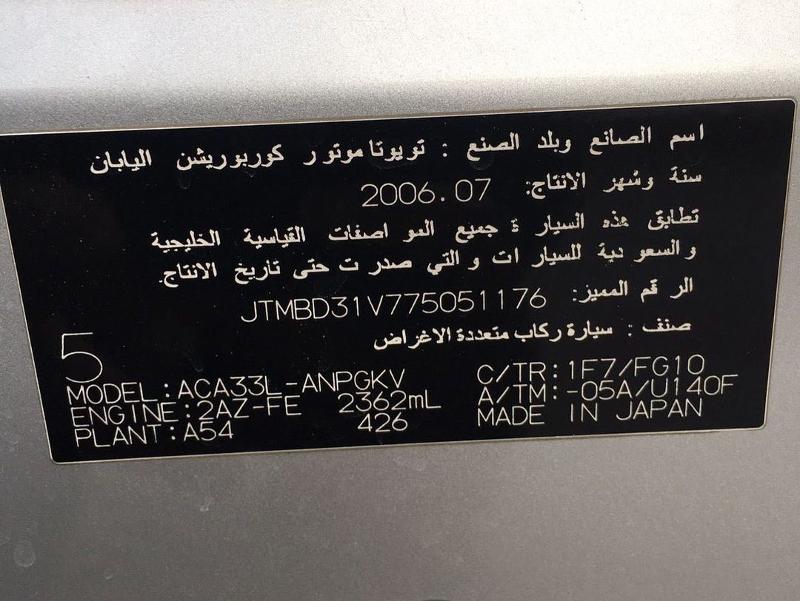 اسم الصانع وبلد الصنع : تويوتا موتور كوربوريشن اليابان
سنة وشهر الانتاج: 2006.07
تطابق هذه السيارة جميع المواصفات القياسية الخليجية
والسعودية للسيارات والتي صدرت حتى تاريخ الانتاج.
الرقم المميز: JTMBD31V775051176
صنف : سيارة ركاب متعددة الاغراض
5
MODEL:ACA33L-ANPGKV C/TR:1F7/FG10
ENGINE:2AZ-FE 2362mL A/TM:-05A/U140F
PLANT:A54 426 MADE IN JAPAN